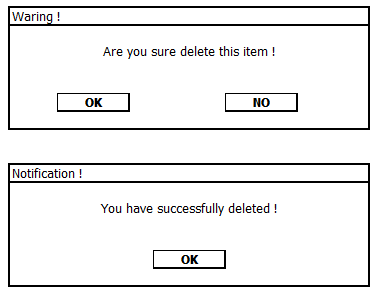 Waring !
Are you sure delete this item !
OK NO
Notification !
You have successfully deleted !
OK